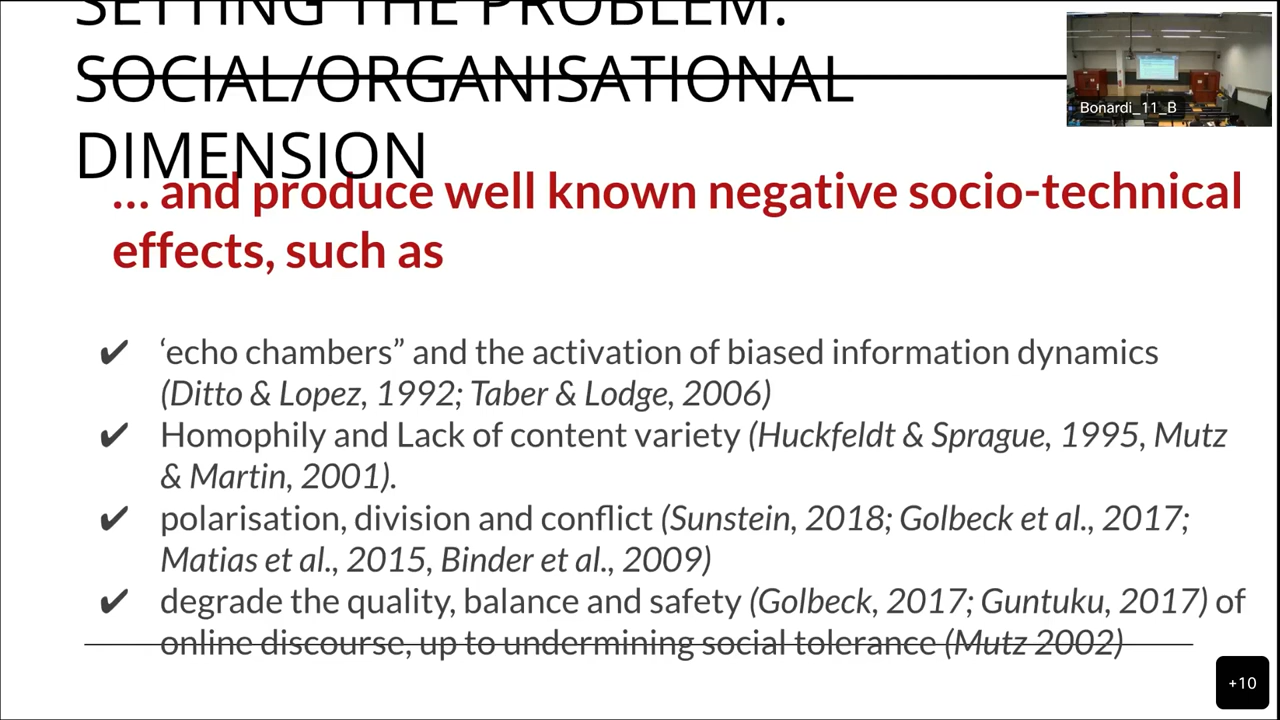 SETTING THE PROBLEM:
SOCIAL/ORGANISATIONAL
DIMENSION
Bonardi_11_B
... and produce well known negative socio-technical
effects, such as
✔ ‘echo chambers” and the activation of biased information dynamics
(Ditto & Lopez, 1992; Taber & Lodge, 2006)
✔ Homophily and Lack of content variety (Huckfeldt & Sprague, 1995, Mutz
& Martin, 2001).
✔ polarisation, division and conflict (Sunstein, 2018; Golbeck et al., 2017;
Matias et al., 2015, Binder et al., 2009)
✔ degrade the quality, balance and safety (Golbeck, 2017; Guntuku, 2017) of
online discourse, up to undermining social tolerance (Mutz 2002)
+10